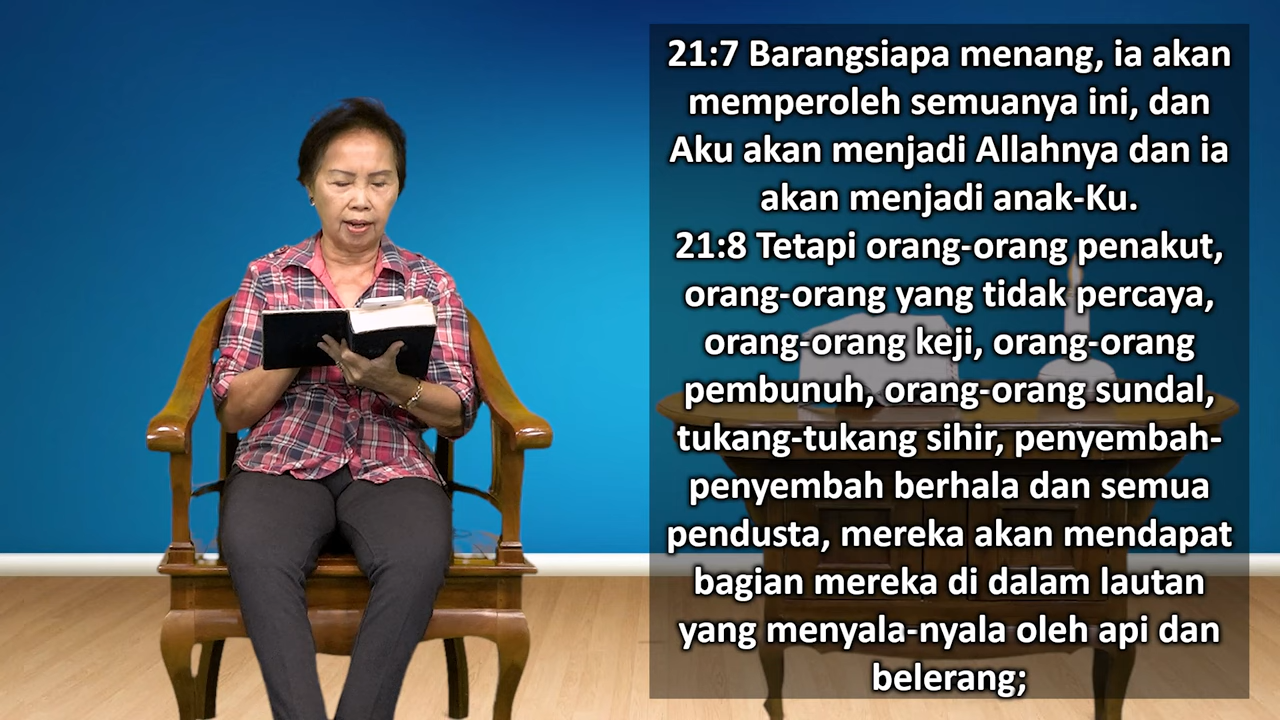 21:7 Barangsiapa menang, ia akan
memperoleh semuanya ini, dan
Aku akan menjadi Allahnya dan ia
akan menjadi anak-Ku.
21:8 Tetapi orang-orang penakut,
orang-orang yang tidak percaya,
orang-orang keji, orang-orang
pembunuh, orang-orang sundal,
tukang-tukang sihir, penyembah-
penyembah berhala dan semua
pendusta, mereka akan mendapat
bagian mereka di dalam lautan
yang menyala-nyala oleh api dan
belerang;